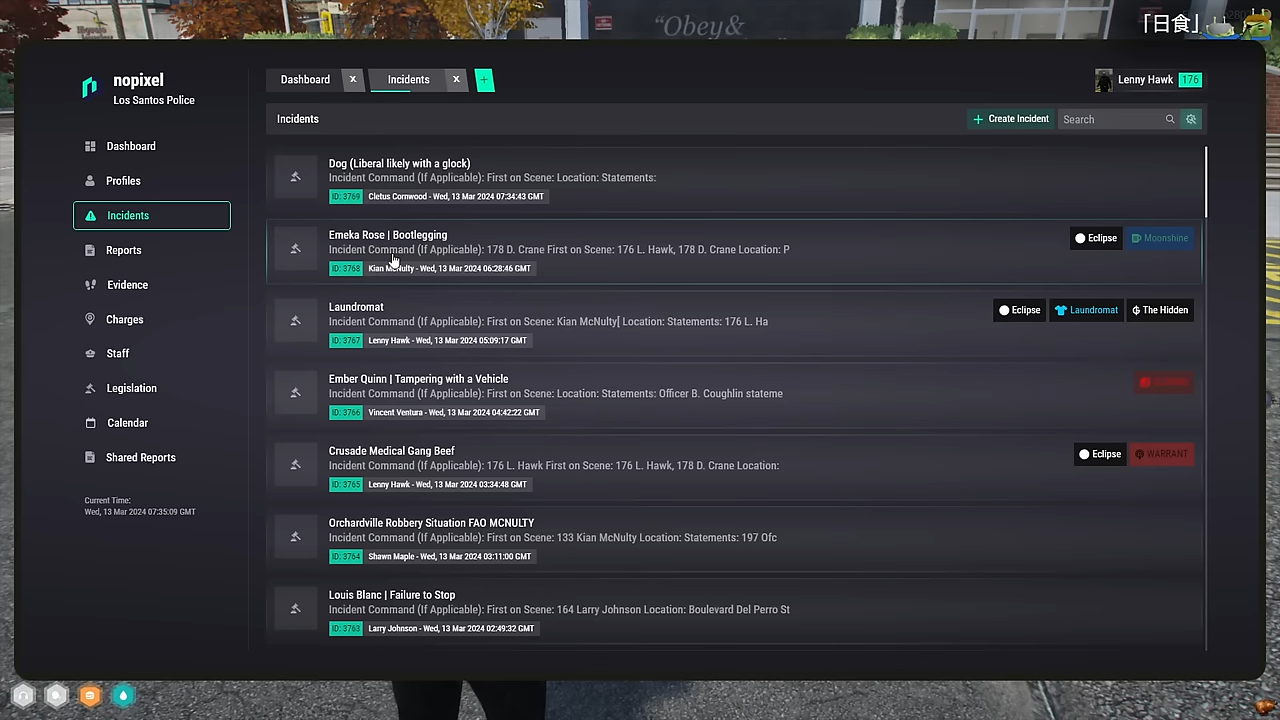 “Obey&
「日食」
nopixel
Los Santos Police
Dashboard x Incidents x +
Lenny Hawk 176
Incidents
+ Create Incident
Search
Dashboard
Profiles
Incidents
Reports
Evidence
Charges
Staff
Legislation
Calendar
Shared Reports
Current Time:
Wed, 13 Mar 2024 07:35:09 GMT
Dog (Liberal likely with a glock)
Incident Command (If Applicable): First on Scene: Location: Statements:
ID: 3769 Cletus Cornwood - Wed, 13 Mar 2024 07:34:43 GMT
Emeka Rose | Bootlegging
Incident Command (If Applicable): 178 D. Crane First on Scene: 176 L. Hawk, 178 D. Crane Location: P
ID: 3768 Kian McNulty - Wed, 13 Mar 2024 06:28:46 GMT
Eclipse Moonshine
Laundromat
Incident Command (If Applicable): First on Scene: Kian McNulty[ Location: Statements: 176 L. Ha
ID: 3767 Lenny Hawk - Wed, 13 Mar 2024 05:09:17 GMT
Eclipse Laundromat The Hidden
Ember Quinn | Tampering with a Vehicle
Incident Command (If Applicable): First on Scene: Location: Statements: Officer B. Coughlin stateme
ID: 3766 Vincent Ventura - Wed, 13 Mar 2024 04:42:22 GMT
Crusade Medical Gang Beef
Incident Command (If Applicable): 176 L. Hawk First on Scene: 176 L. Hawk, 178 D. Crane Location:
ID: 3765 Lenny Hawk - Wed, 13 Mar 2024 03:34:48 GMT
Eclipse WARRANT
Orchardville Robbery Situation FAO MCNULTY
Incident Command (If Applicable): First on Scene: 133 Kian McNulty Location: Statements: 197 Ofc
ID: 3764 Shawn Maple - Wed, 13 Mar 2024 03:11:00 GMT
Louis Blanc | Failure to Stop
Incident Command (If Applicable): First on Scene: 164 Larry Johnson Location: Boulevard Del Perro St
ID: 3763 Larry Johnson - Wed, 13 Mar 2024 02:49:32 GMT